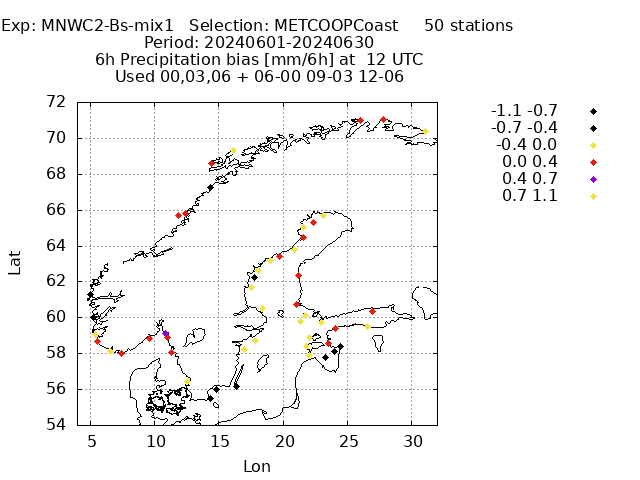 Exp: MNWC2-Bs-mix1 Selection: METCOOPCoast 50 stations
Period: 20240601-20240630
6h Precipitation bias [mm/6h] at 12 UTC
Used 00,03,06 + 06-00 09-03 12-06
-1.1 -0.7
-0.7 -0.4
-0.4 0.0
0.0 0.4
0.4 0.7
0.7 1.1
72
70
68
66
64
62
60
58
56
54
Lat
5 10 15 20 25 30
Lon